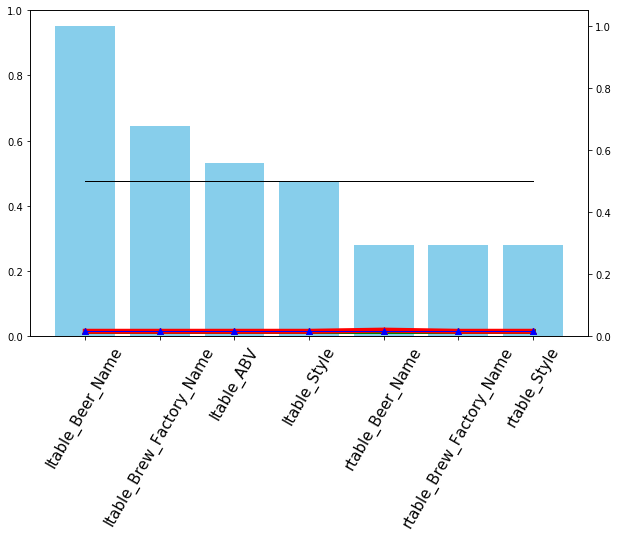 1.0
0.8
0.6
0.4
0.2
0.0
1.0
0.8
0.6
0.4
0.2
0.0
ltable_Beer_Name
ltable_Brew_Factory_Name
ltable_ABV
ltable_Style
rtable_Beer_Name
rtable_Brew_Factory_Name
rtable_Style